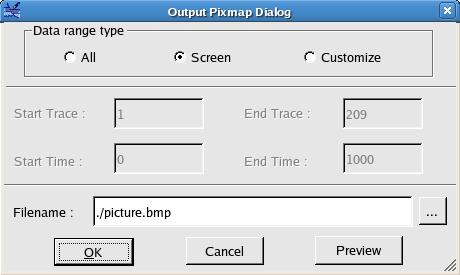 Output Pixmap Dialog
Data range type
All Screen Customize
Start Trace : 1 End Trace : 209
Start Time : 0 End Time : 1000
Filename : ./picture.bmp ...
OK Cancel Preview